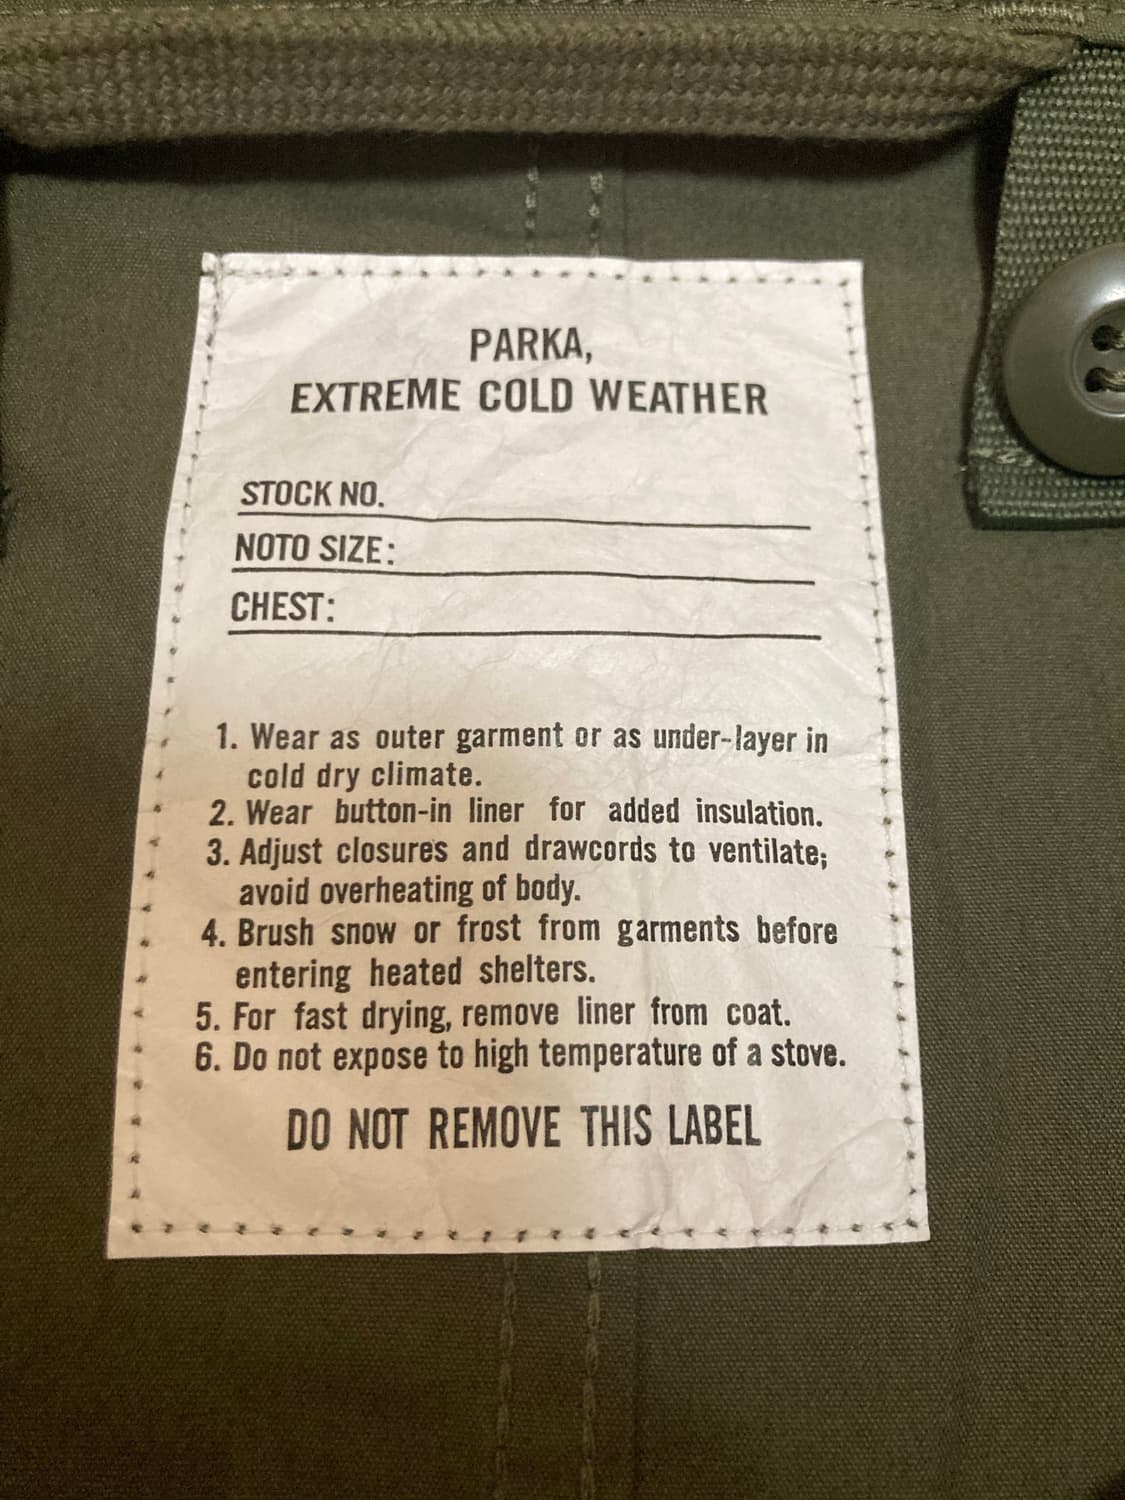 PARKA,
EXTREME COLD WEATHER
STOCK NO.
NOTO SIZE:
CHEST:
1. Wear as outer garment or as under-layer in
cold dry climate.
2. Wear button-in liner for added insulation.
3. Adjust closures and drawcords to ventilate;
avoid overheating of body.
4. Brush snow or frost from garments before
entering heated shelters.
5. For fast drying, remove liner from coat.
6. Do not expose to high temperature of a stove.
DO NOT REMOVE THIS LABEL